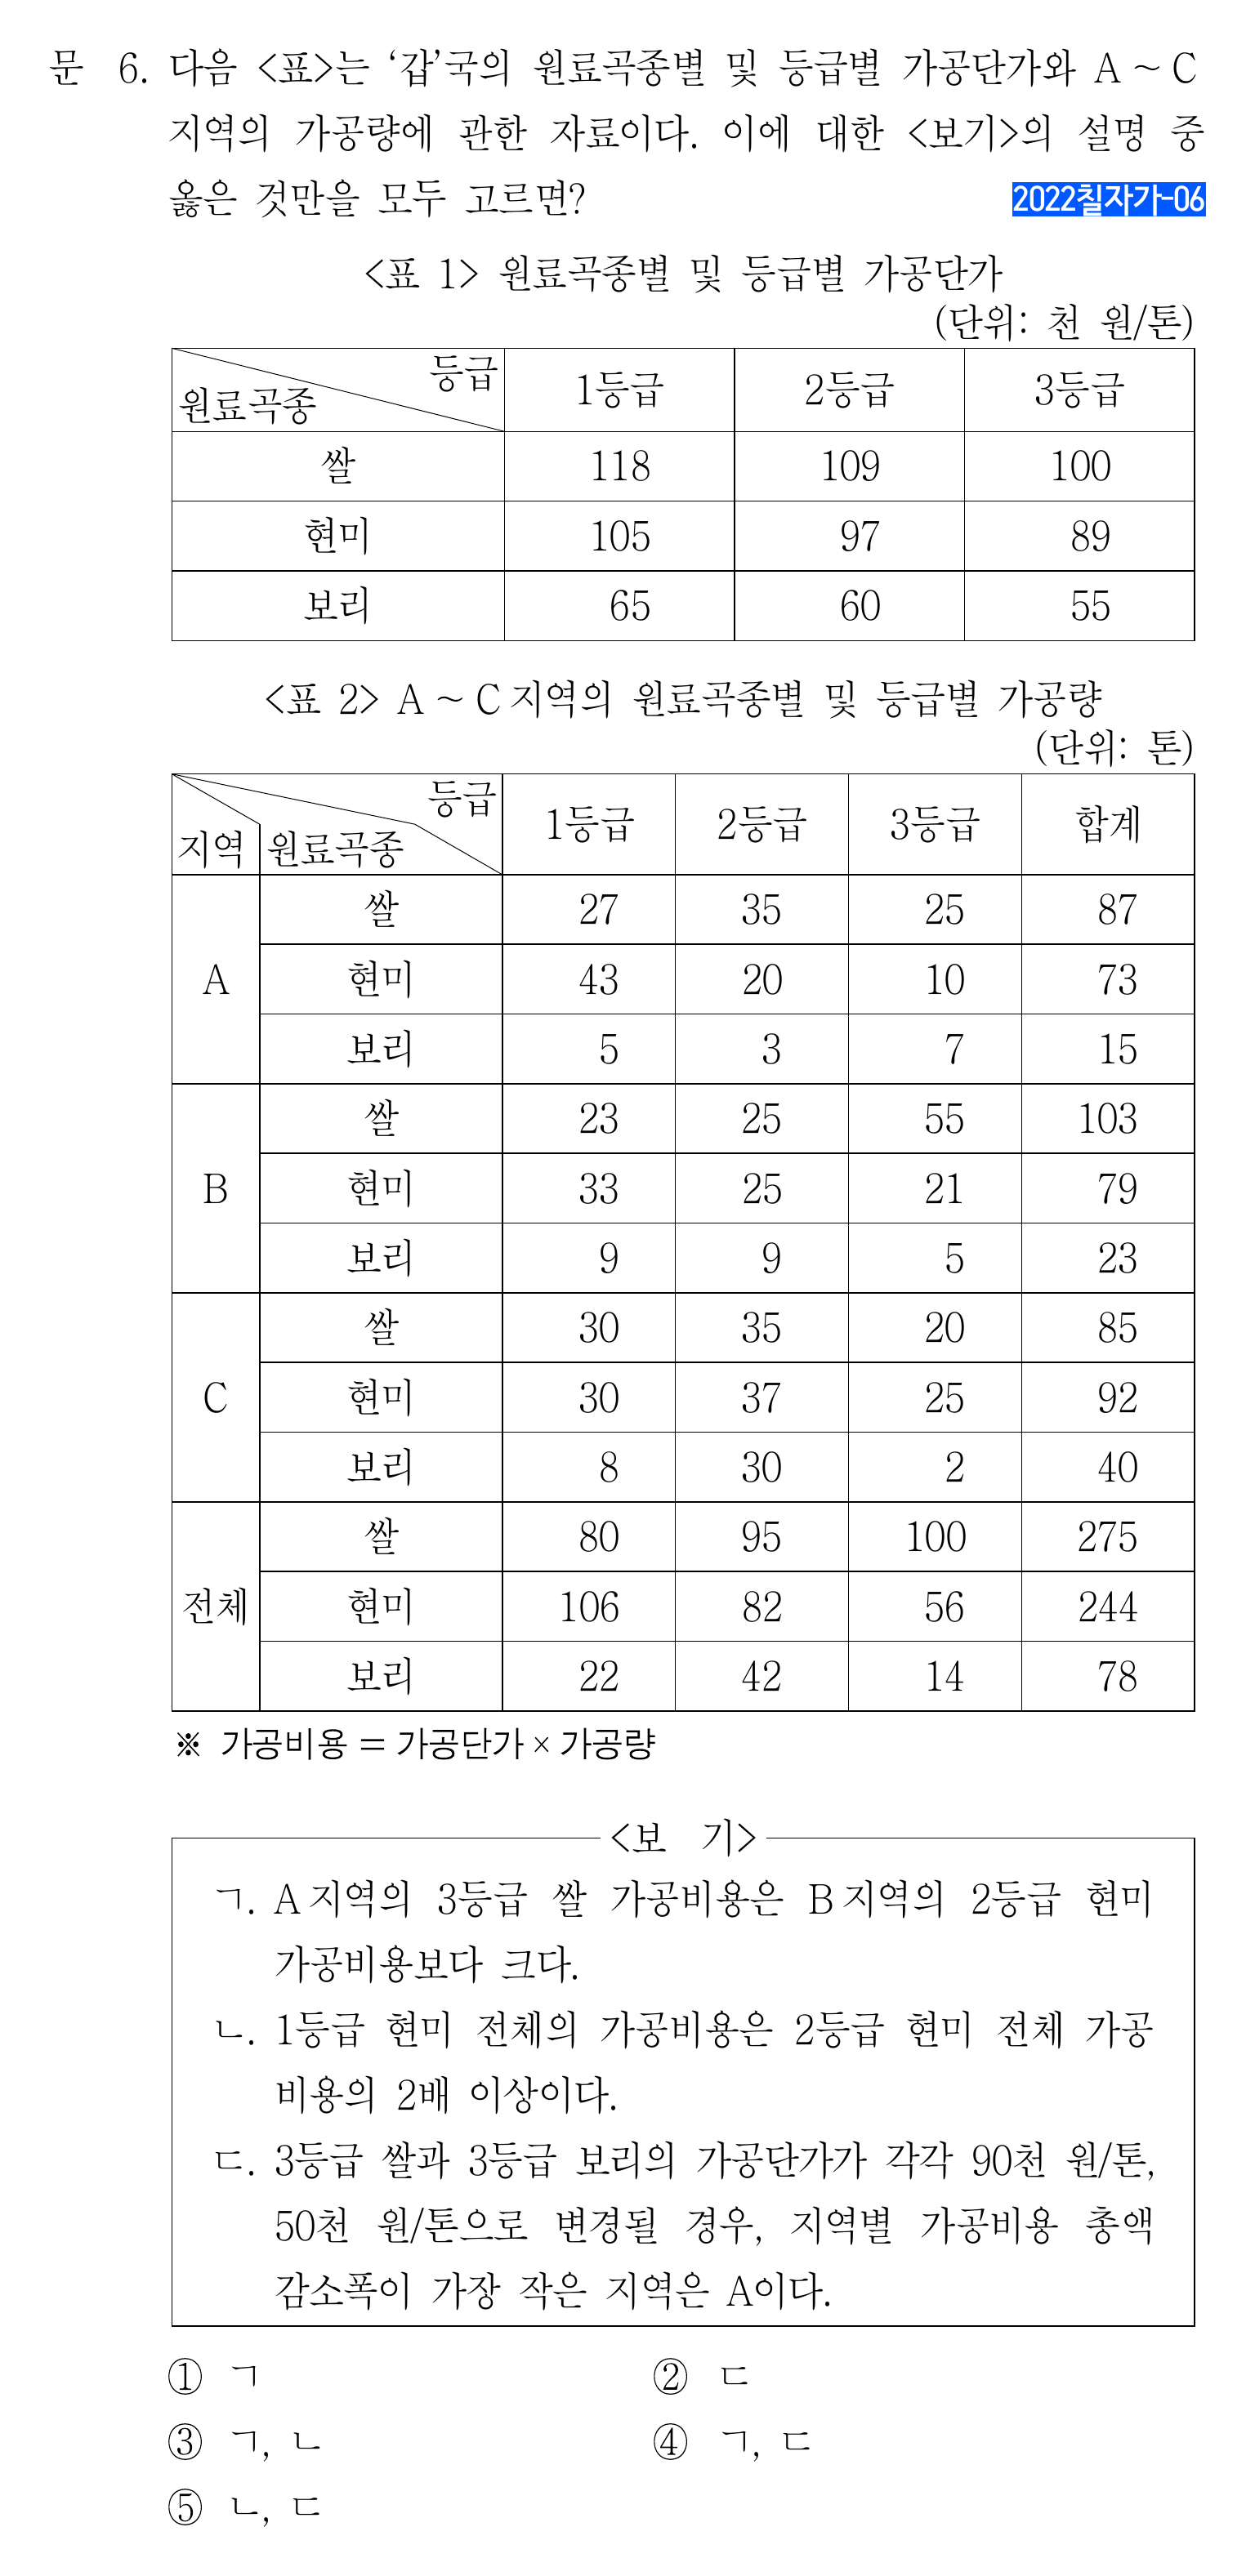 문 6. 다음 <표>는 ‘갑’국의 원료곡종별 및 등급별 가공단가와 A ~ C
지역의 가공량에 관한 자료이다. 이에 대한 <보기>의 설명 중
옳은 것만을 모두 고르면?
2022칠자가-06
<표 1> 원료곡종별 및 등급별 가공단가
(단위: 천 원/톤)
등급
원료곡종
1등급 2등급 3등급
쌀 118 109 100
현미 105 97 89
보리 65 60 55
<표 2> A ~ C 지역의 원료곡종별 및 등급별 가공량
(단위: 톤)
등급
지역 원료곡종
1등급 2등급 3등급 합계
A
쌀 27 35 25 87
현미 43 20 10 73
보리 5 3 7 15
B
쌀 23 25 55 103
현미 33 25 21 79
보리 9 9 5 23
C
쌀 30 35 20 85
현미 30 37 25 92
보리 8 30 2 40
전체
쌀 80 95 100 275
현미 106 82 56 244
보리 22 42 14 78
※ 가공비용 = 가공단가 × 가공량
<보 기>
ㄱ. A 지역의 3등급 쌀 가공비용은 B 지역의 2등급 현미
가공비용보다 크다.
ㄴ. 1등급 현미 전체의 가공비용은 2등급 현미 전체 가공
비용의 2배 이상이다.
ㄷ. 3등급 쌀과 3등급 보리의 가공단가가 각각 90천 원/톤,
50천 원/톤으로 변경될 경우, 지역별 가공비용 총액
감소폭이 가장 작은 지역은 A이다.
① ㄱ ② ㄷ
③ ㄱ, ㄴ ④ ㄱ, ㄷ
⑤ ㄴ, ㄷ